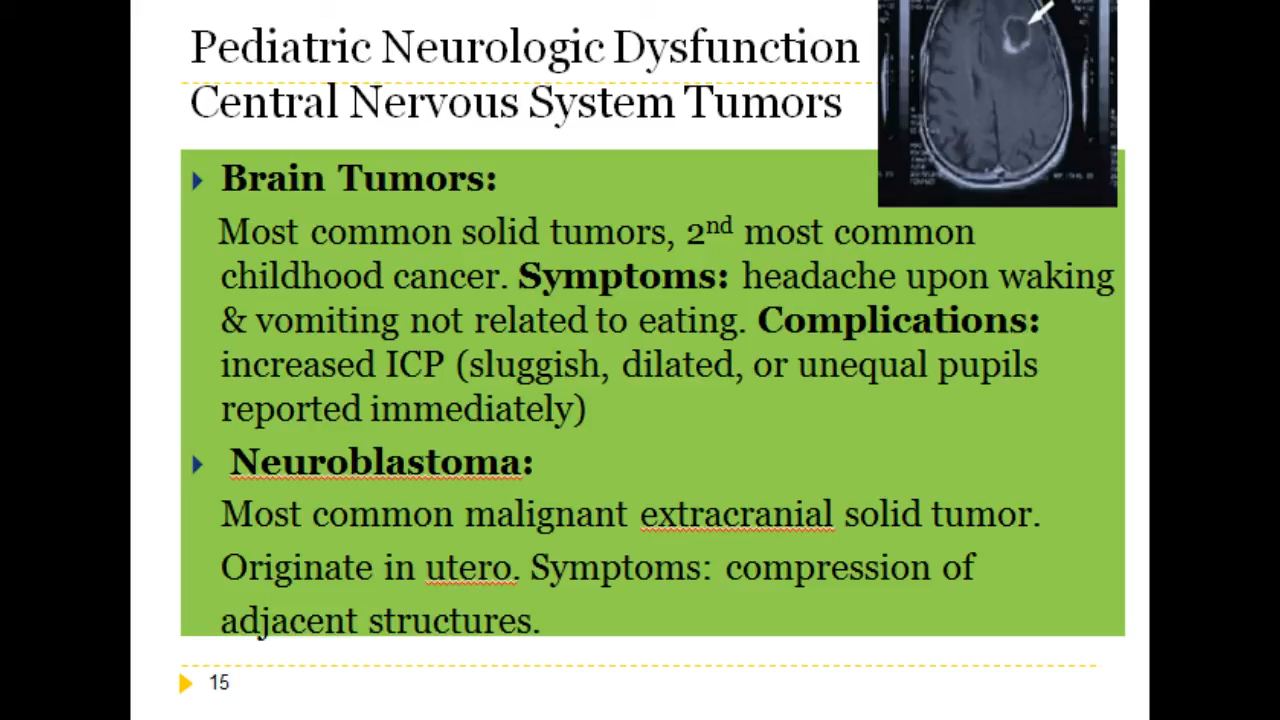 Pediatric Neurologic Dysfunction
Central Nervous System Tumors
Brain Tumors:
Most common solid tumors, 2nd most common
childhood cancer. Symptoms: headache upon waking
& vomiting not related to eating. Complications:
increased ICP (sluggish, dilated, or unequal pupils
reported immediately)
Neuroblastoma:
Most common malignant extracranial solid tumor.
Originate in utero. Symptoms: compression of
adjacent structures.
15